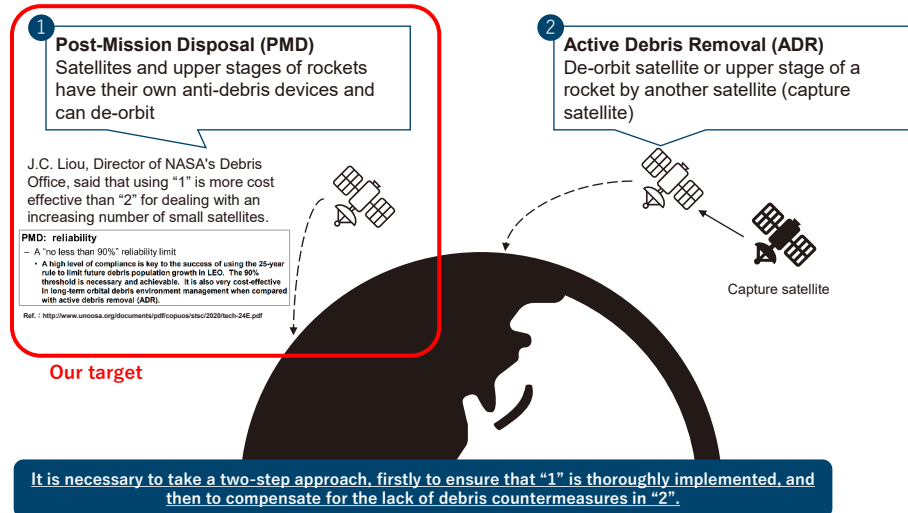 1
Post-Mission Disposal (PMD)
Satellites and upper stages of rockets
have their own anti-debris devices and
can de-orbit
J.C. Liou, Director of NASA's Debris
Office, said that using “1” is more cost
effective than “2” for dealing with an
increasing number of small satellites.
PMD: reliability
– A “no less than 90%” reliability limit
• A high level of compliance is key to the success of using the 25-year
rule to limit future debris population growth in LEO. The 90%
threshold is necessary and achievable. It is also very cost-effective
in long-term orbital debris environment management when compared
with active debris removal (ADR).
Ref. : http://www.unoosa.org/documents/pdf/copuos/stsc/2020/tech-24E.pdf
Our target
2
Active Debris Removal (ADR)
De-orbit satellite or upper stage of a
rocket by another satellite (capture
satellite)
Capture satellite
It is necessary to take a two-step approach, firstly to ensure that “1” is thoroughly implemented, and
then to compensate for the lack of debris countermeasures in “2”.